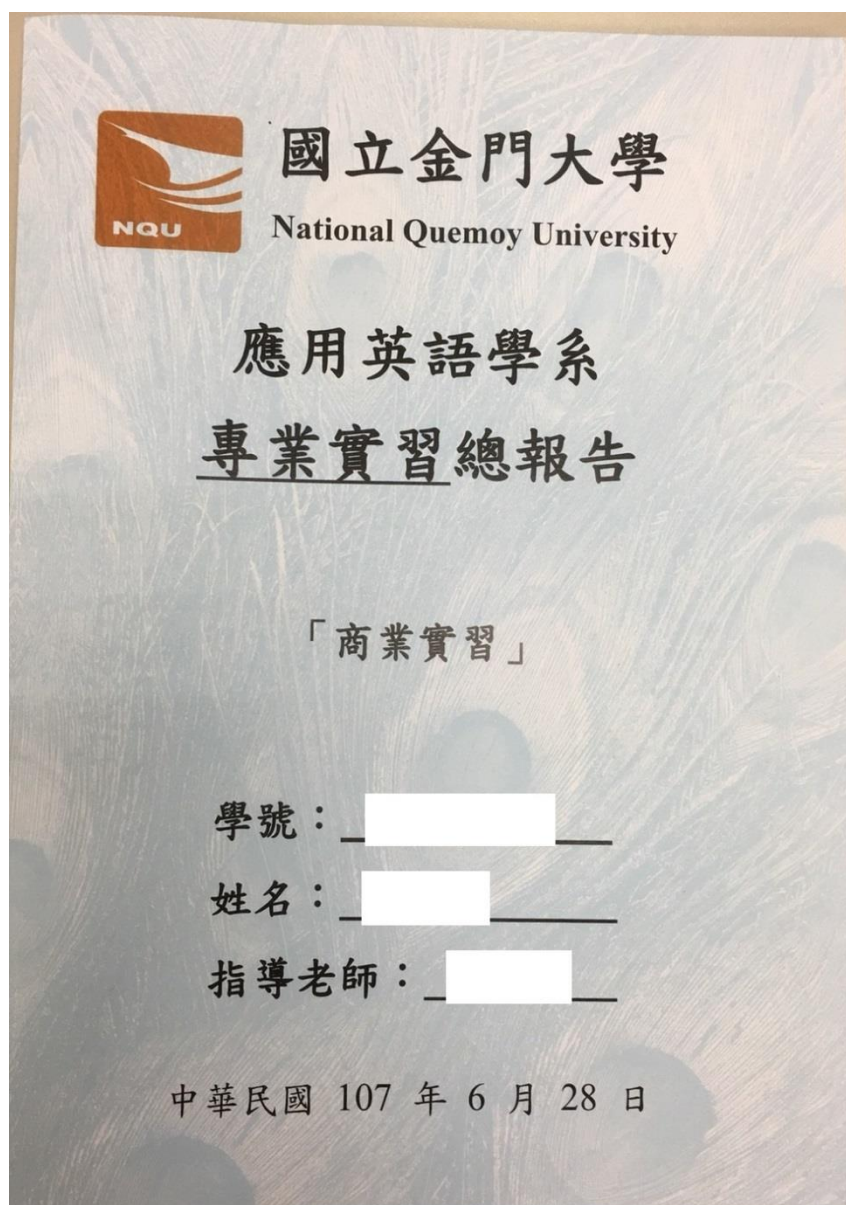 國立金門大學
NQU
National Quemoy University
應用英語學系
專業實習總報告
「商業實習」
學號：
姓名：
指導老師：
中華民國 107 年 6 月 28 日